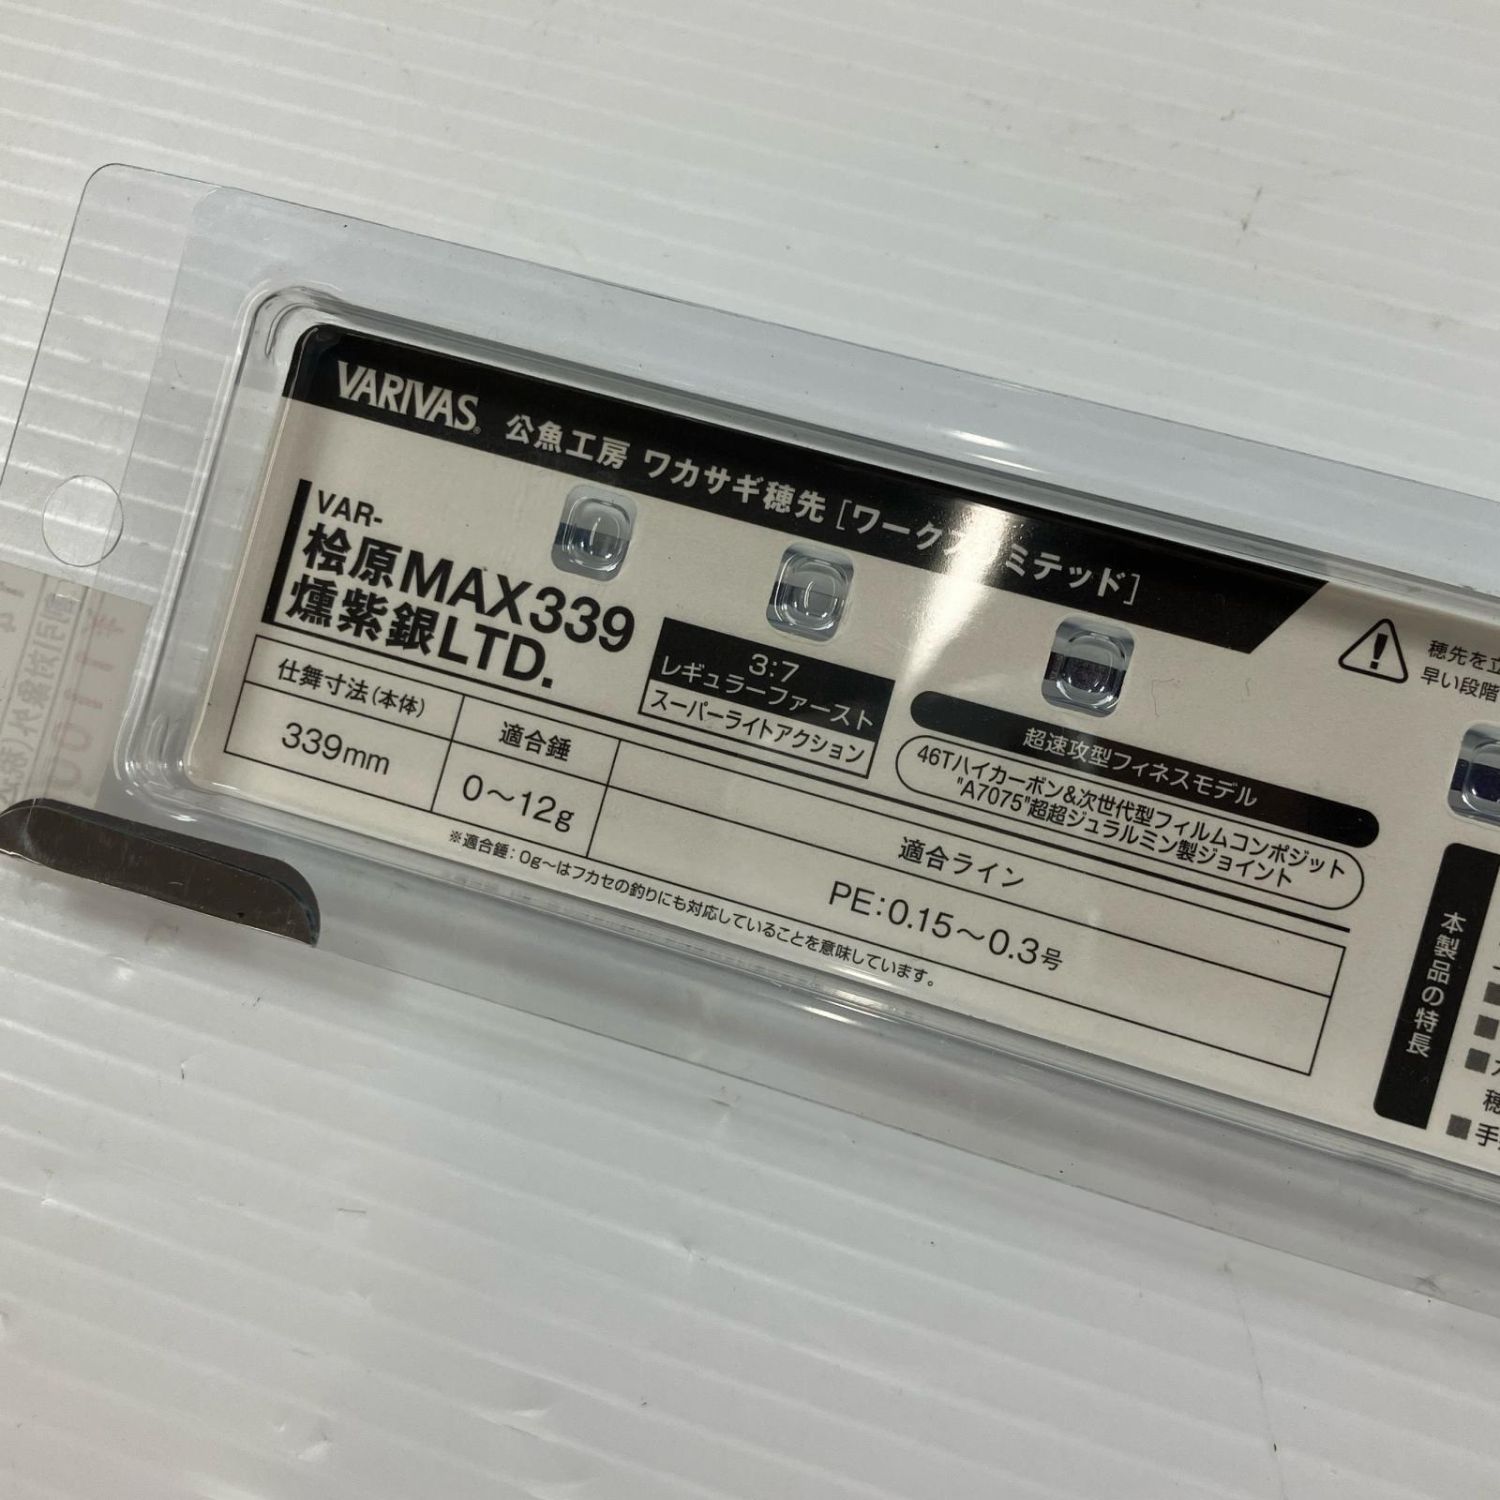 VARIVAS® 公魚工房 ワカサギ穂先 [ワーク ミテッド]
VAR-
桧原MAX339
燻紫銀LTD.
3:7
レギュラーファースト
スーパーライトアクション
超速攻型フィネスモデル
46Tハイカーボン&次世代型フィルムコンポジット
"A7075"超超ジュラルミン製ジョイント
仕舞寸法(本体)
適合錘
適合ライン
339mm
0～12g
PE:0.15～0.3号
※適合錘:0g～はフカセの釣りにも対応していることを意味しています。
穂先を立
早い段階
本製品の特長
穂
手